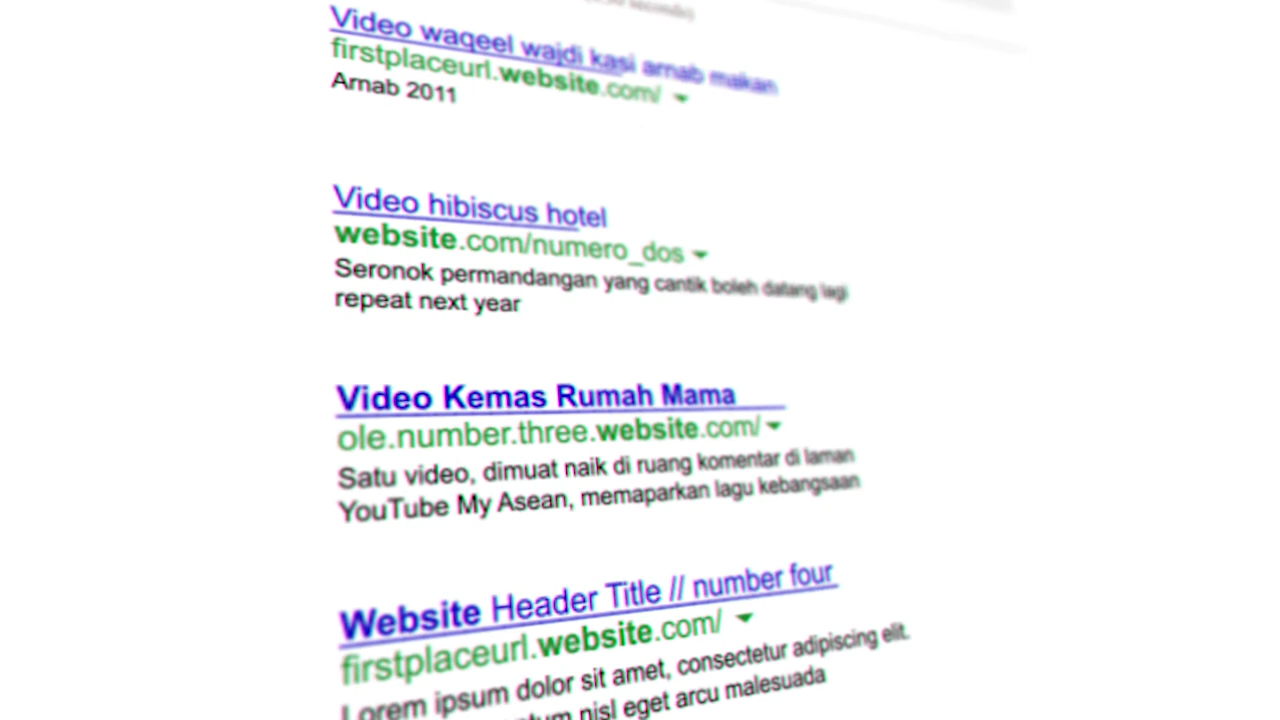 Video waqeel wajdi kasi arnab makan
firstplaceurl.website.com/
Arnab 2011
Video hibiscus hotel
website.com/numero_dos
Seronok permandangan yang cantik boleh datang lagi
repeat next year
Video Kemas Rumah Mama
ole.number.three.website.com/
Satu video, dimuat naik di ruang komentar di laman
YouTube My Asean, memaparkan lagu kebangsaan
Website Header Title // number four
firstplaceurl.website.com/
Lorem ipsum dolor sit amet, consectetur adipiscing elit.
nisl eget arcu malesuada